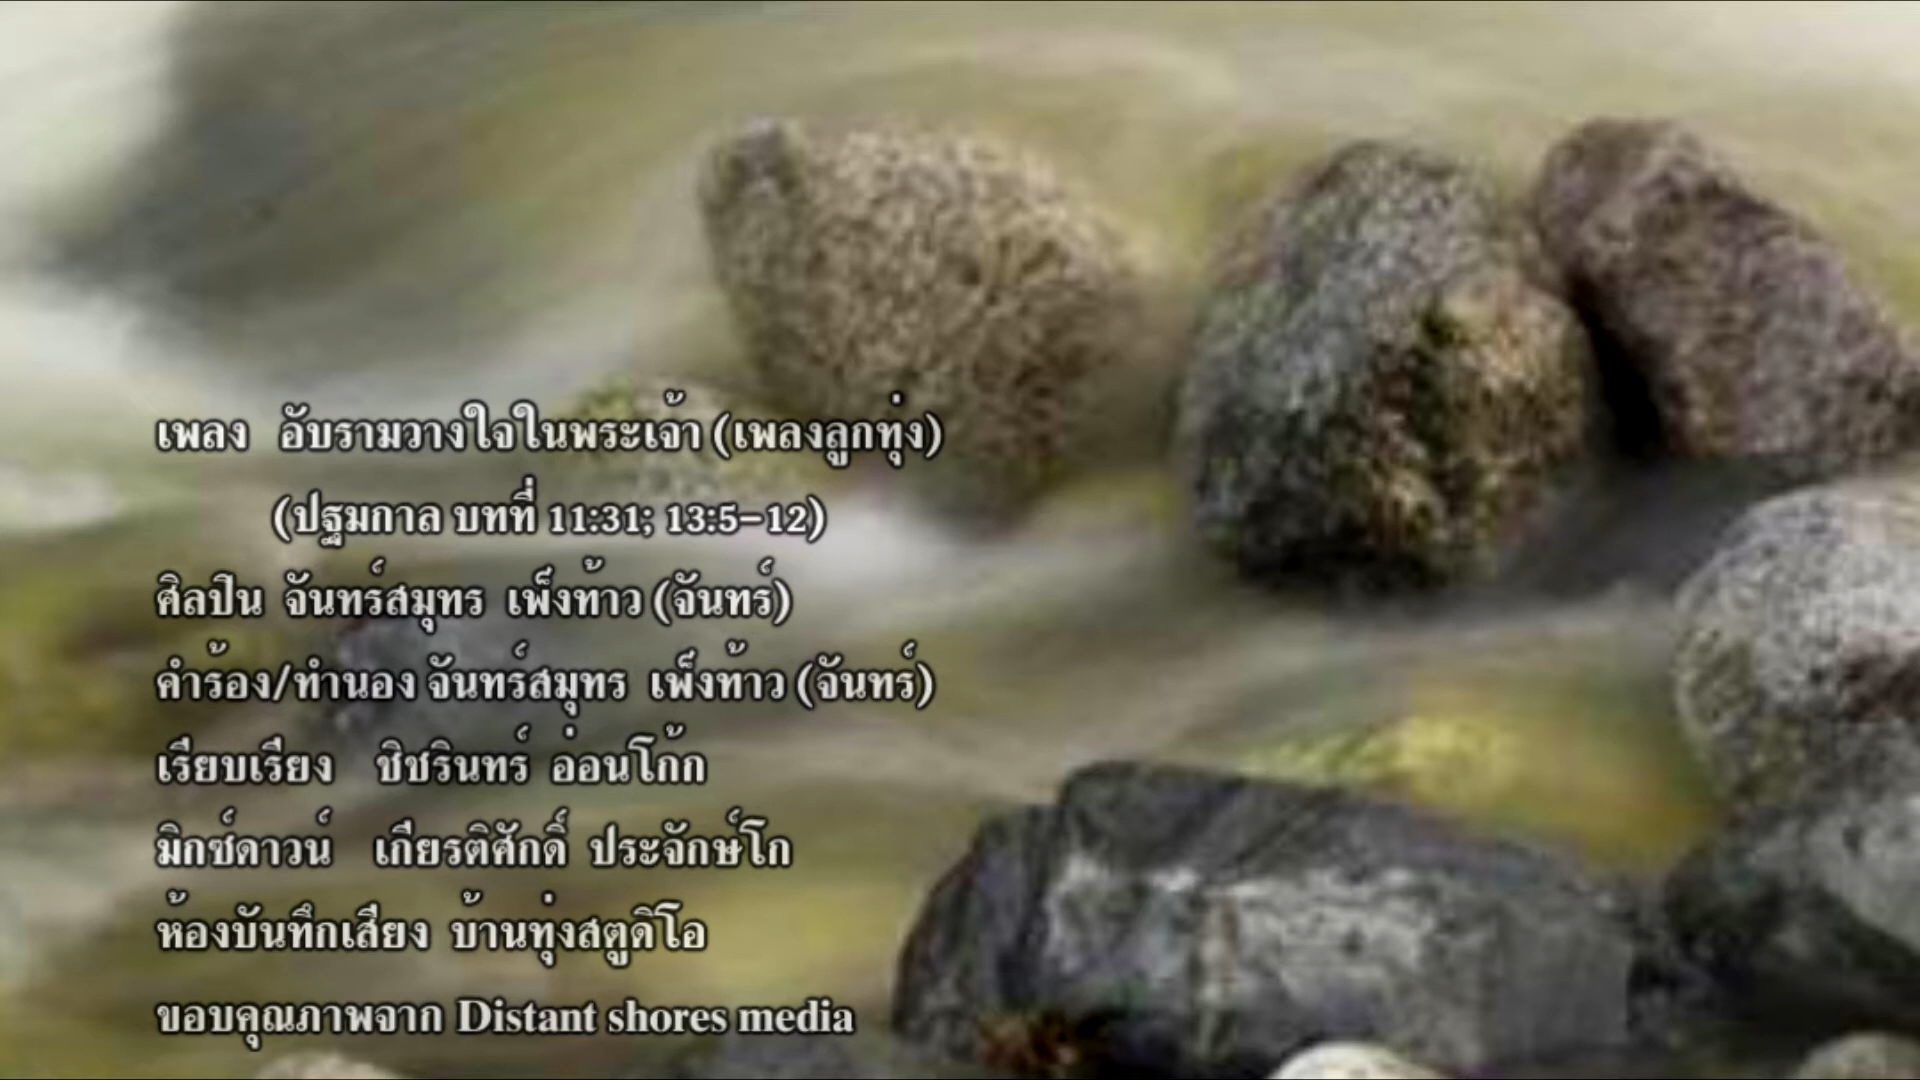 เพลง อับรามวางใจในพระเจ้า (เพลงลูกทุ่ง)
(ปฐมกาล บทที่ 11:31; 13:5-12)
ศิลปิน จันทร์สมุทร เพ็งท้าว (จันทร์)
คำร้อง/ทำนอง จันทร์สมุทร เพ็งท้าว (จันทร์)
เรียบเรียง ชิชรินทร์ อ่อนโก้ก
มิกซ์ดาวน์ เกียรติศักดิ์ ประจักษ์โก
ห้องบันทึกเสียง บ้านทุ่งสตูดิโอ
ขอบคุณภาพจาก Distant shores media